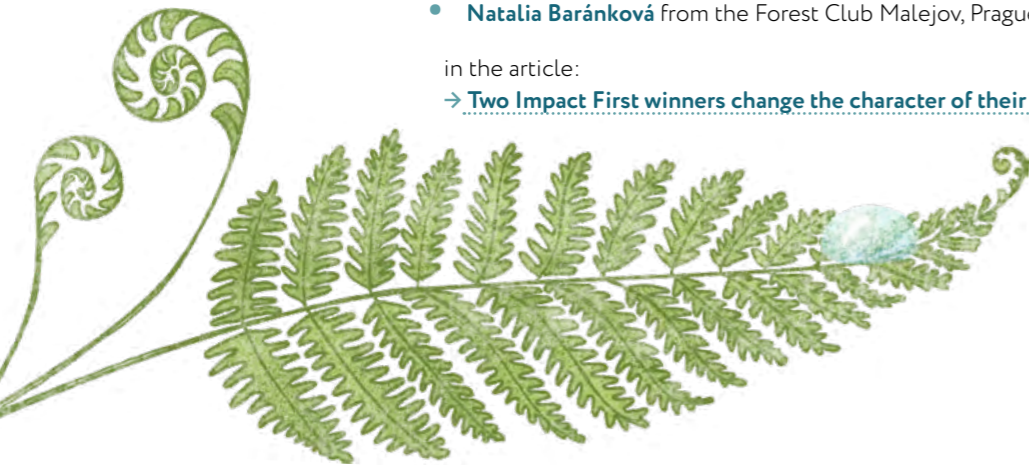 • Natalia Baránková from the Forest Club Malejov, Prague
in the article:
→ Two Impact First winners change the character of their